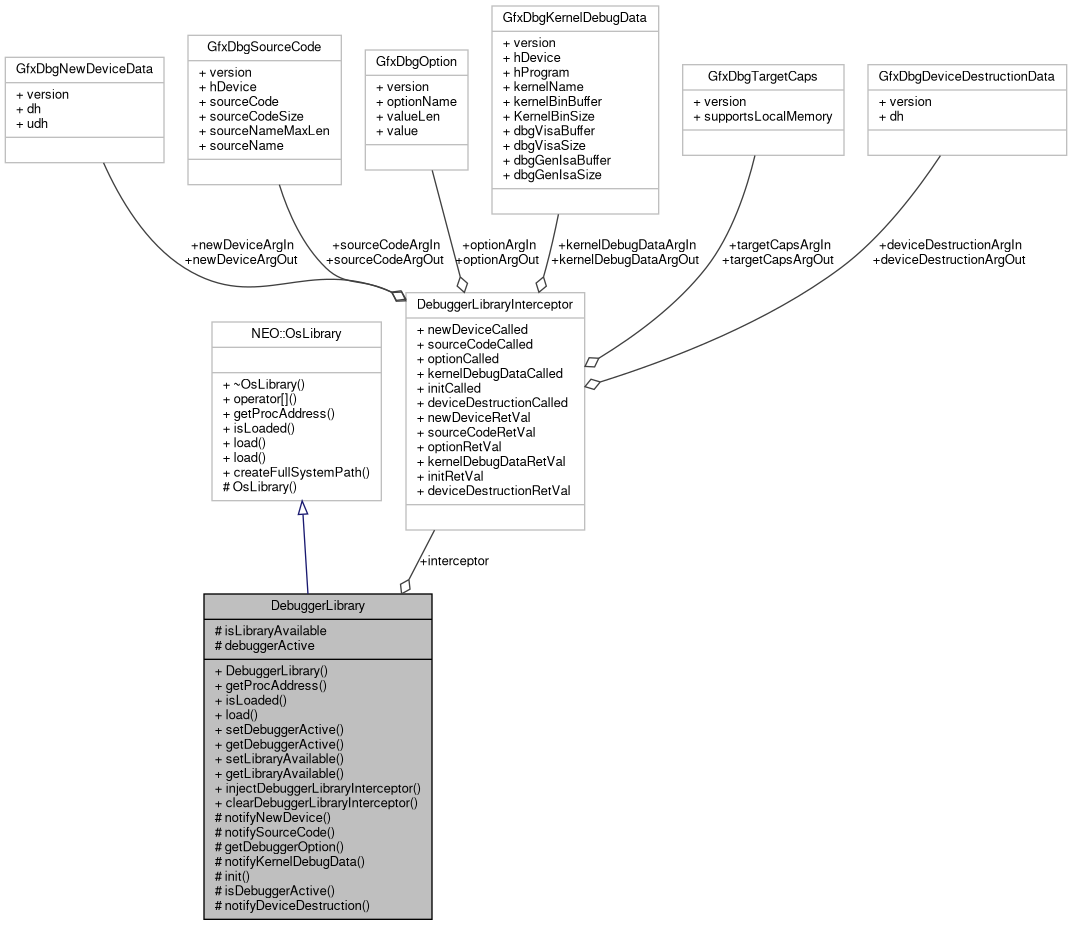 GfxDbgNewDeviceData
+ version
+ dh
+ udh
GfxDbgSourceCode
+ version
+ hDevice
+ sourceCode
+ sourceCodeSize
+ sourceNameMaxLen
+ sourceName
GfxDbgOption
+ version
+ optionName
+ valueLen
+ value
GfxDbgKernelDebugData
+ version
+ hDevice
+ hProgram
+ kernelName
+ kernelBinBuffer
+ KernelBinSize
+ dbgVisaBuffer
+ dbgVisaSize
+ dbgGenIsaBuffer
+ dbgGenIsaSize
GfxDbgTargetCaps
+ version
+ supportsLocalMemory
GfxDbgDeviceDestructionData
+ version
+ dh
+newDeviceArgIn
+newDeviceArgOut
+sourceCodeArgIn
+sourceCodeArgOut
+optionArgIn
+optionArgOut
+kernelDebugDataArgIn
+kernelDebugDataArgOut
+targetCapsArgIn
+targetCapsArgOut
+deviceDestructionArgIn
+deviceDestructionArgOut
NEO::OsLibrary
+ ~OsLibrary()
+ operator[]()
+ getProcAddress()
+ isLoaded()
+ load()
+ load()
+ createFullSystemPath()
# OsLibrary()
DebuggerLibraryInterceptor
+ newDeviceCalled
+ sourceCodeCalled
+ optionCalled
+ kernelDebugDataCalled
+ initCalled
+ deviceDestructionCalled
+ newDeviceRetVal
+ sourceCodeRetVal
+ optionRetVal
+ kernelDebugDataRetVal
+ initRetVal
+ deviceDestructionRetVal
+interceptor
DebuggerLibrary
# isLibraryAvailable
# debuggerActive
+ DebuggerLibrary()
+ getProcAddress()
+ isLoaded()
+ load()
+ setDebuggerActive()
+ getDebuggerActive()
+ setLibraryAvailable()
+ getLibraryAvailable()
+ injectDebuggerLibraryInterceptor()
+ clearDebuggerLibraryInterceptor()
# notifyNewDevice()
# notifySourceCode()
# getDebuggerOption()
# notifyKernelDebugData()
# init()
# isDebuggerActive()
# notifyDeviceDestruction()